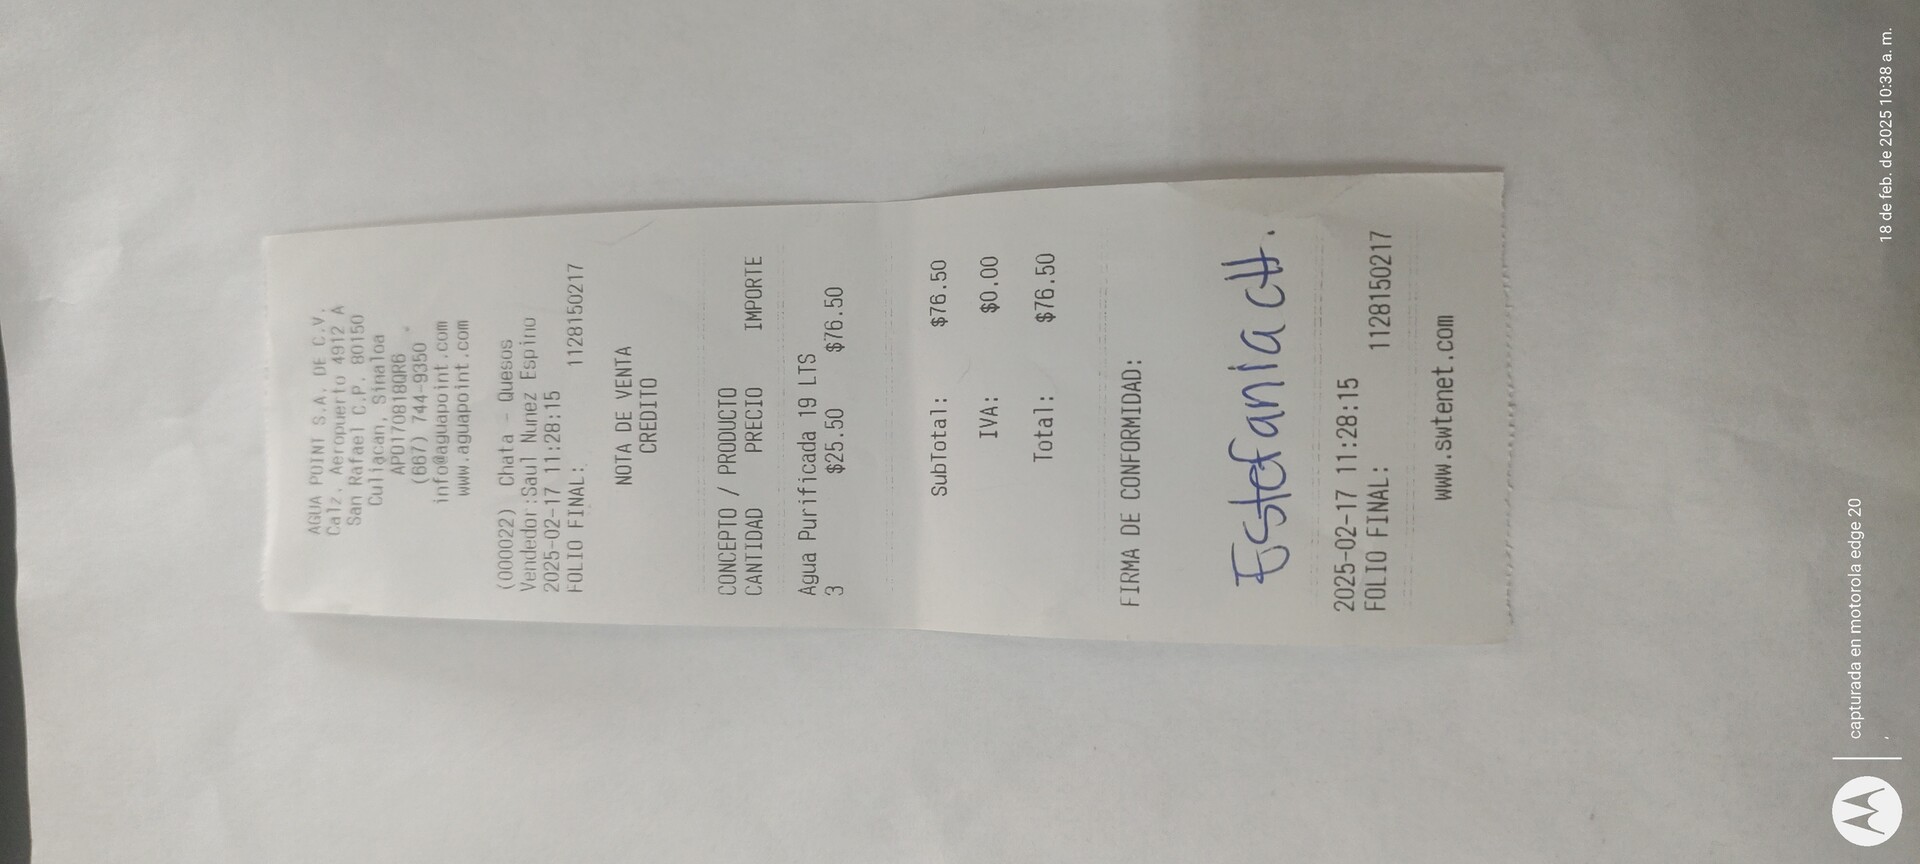 AGUA POINT S.A. DE C.V.
Calz. Aeropuerto 4912 A
San Rafael C.P. 80150
Culiacan, Sinaloa
APO170818QR6
(667) 744-9350
info@aguapoint.com
www.aguapoint.com
(000022) Chata - Quesos
Vendedor:Saul Nunez Espino
2025-02-17 11:28:15
FOLIO FINAL: 1128150217
NOTA DE VENTA
CREDITO
CONCEPTO / PRODUCTO
CANTIDAD PRECIO IMPORTE
Agua Purificada 19 LTS
3 $25.50 $76.50
SubTotal: $76.50
IVA: $0.00
Total: $76.50
FIRMA DE CONFORMIDAD:
Estefania CH.
2025-02-17 11:28:15
FOLIO FINAL: 1128150217
www.swtenet.com
capturada en motorola edge 20
18 de feb. de 2025 10:38 a. m.